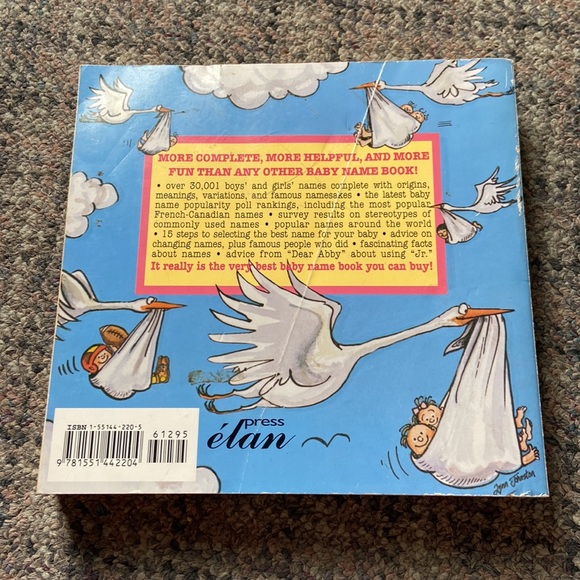 MORE COMPLETE, MORE HELPFUL, AND MORE
FUN THAN ANY OTHER BABY NAME BOOK!
• over 30,001 boys' and girls' names complete with origins,
meanings, variations, and famous namesakes • the latest baby
name popularity poll rankings, including the most popular
French-Canadian names • survey results on stereotypes of
commonly used names • popular names around the world
• 15 steps to selecting the best name for your baby • advice on
changing names, plus famous people who did • fascinating facts
about names • advice from "Dear Abby" about using "Jr."
It really is the very best baby name book you can buy!
ISBN 1-55144-220-5
61295
9 781551 442204
press
élan
Lynn Johnston